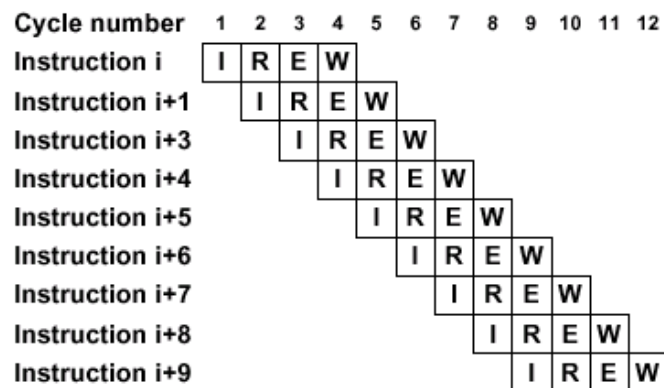 Cycle number 1 2 3 4 5 6 7 8 9 10 11 12
Instruction i I R E W
Instruction i+1 I R E W
Instruction i+3 I R E W
Instruction i+4 I R E W
Instruction i+5 I R E W
Instruction i+6 I R E W
Instruction i+7 I R E W
Instruction i+8 I R E W
Instruction i+9 I R E W